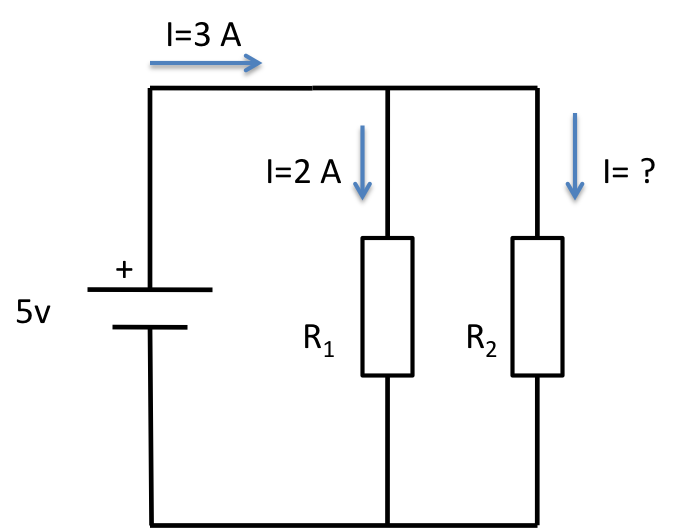 I=3 A
I=2 A
I= ?
+
5v
R₁
R₂